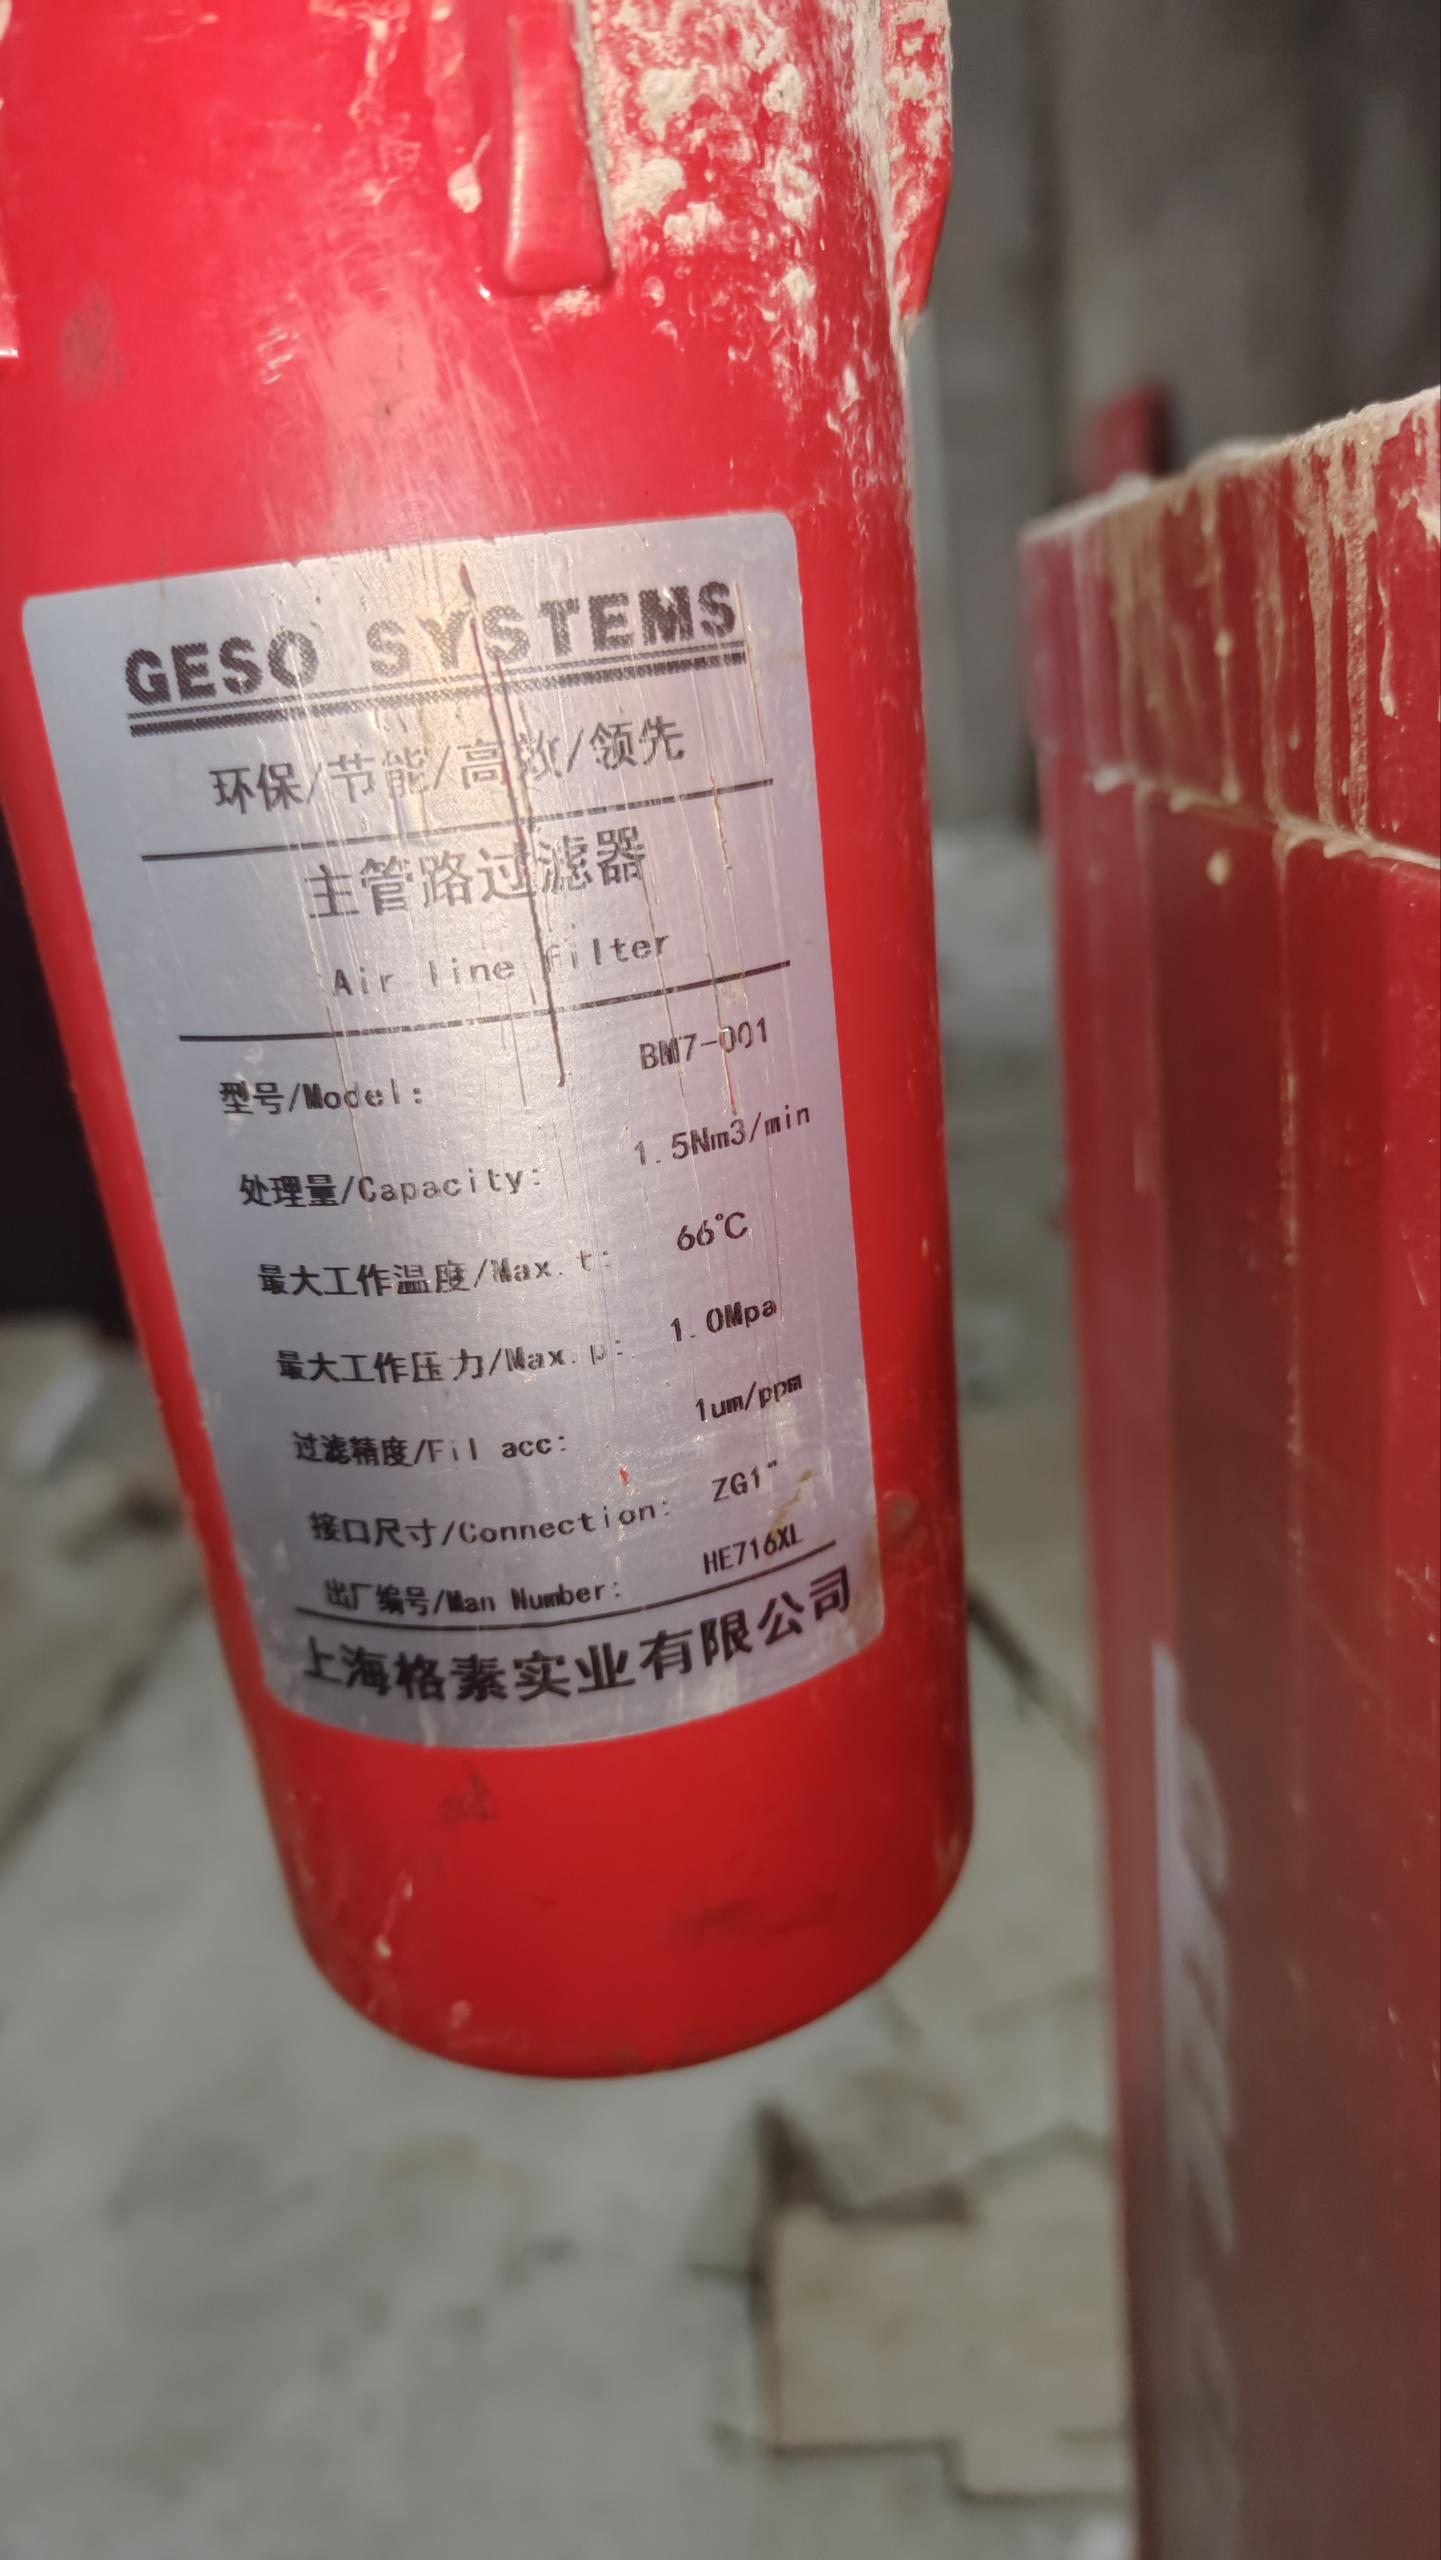 GESO SYSTEMS
环保/节能/高效/领先
主管路过滤器
Air line filter
型号/Model: BM7-001
处理量/Capacity: 1.5Nm3/min
最大工作温度/Max.t: 66℃
最大工作压力/Max.p: 1.0Mpa
过滤精度/Fil acc: 1um/ppm
接口尺寸/Connection: ZG1"
出厂编号/Man Number: HE716XL
上海格素实业有限公司